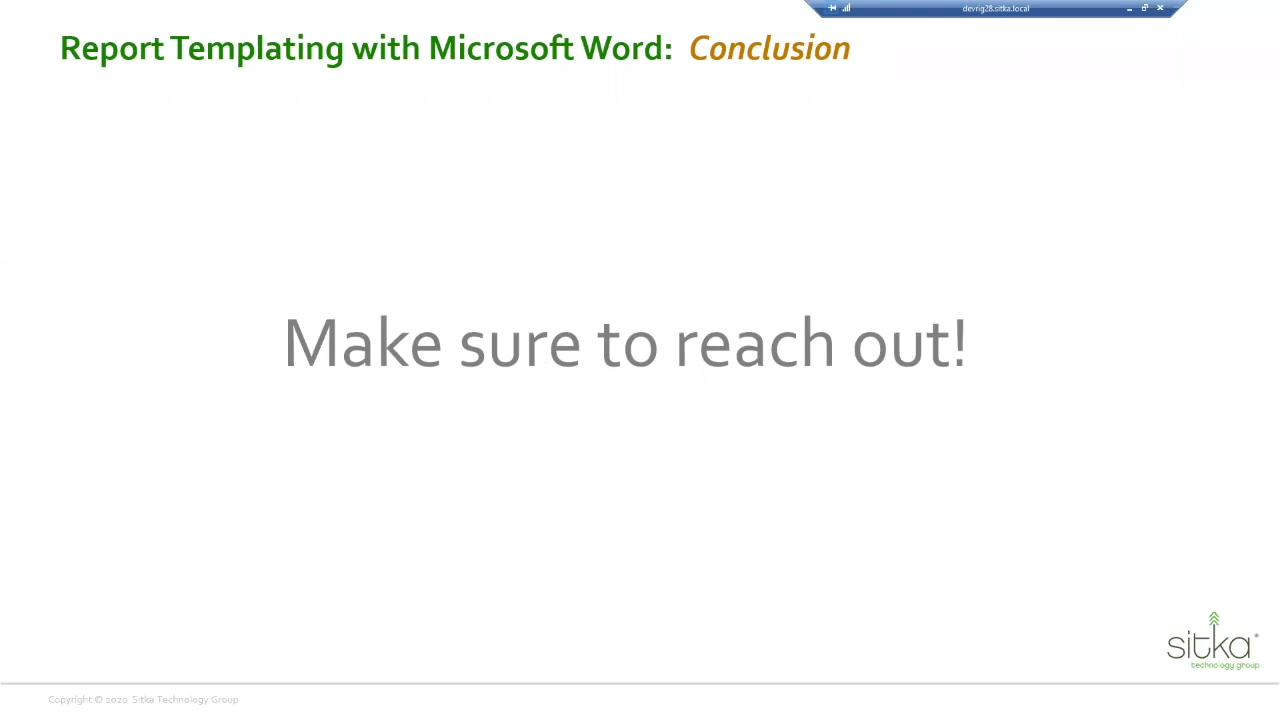 devrig28.sitka.local
Report Templating with Microsoft Word: Conclusion
Make sure to reach out!
sitka®
technology group
Copyright © 2020 Sitka Technology Group